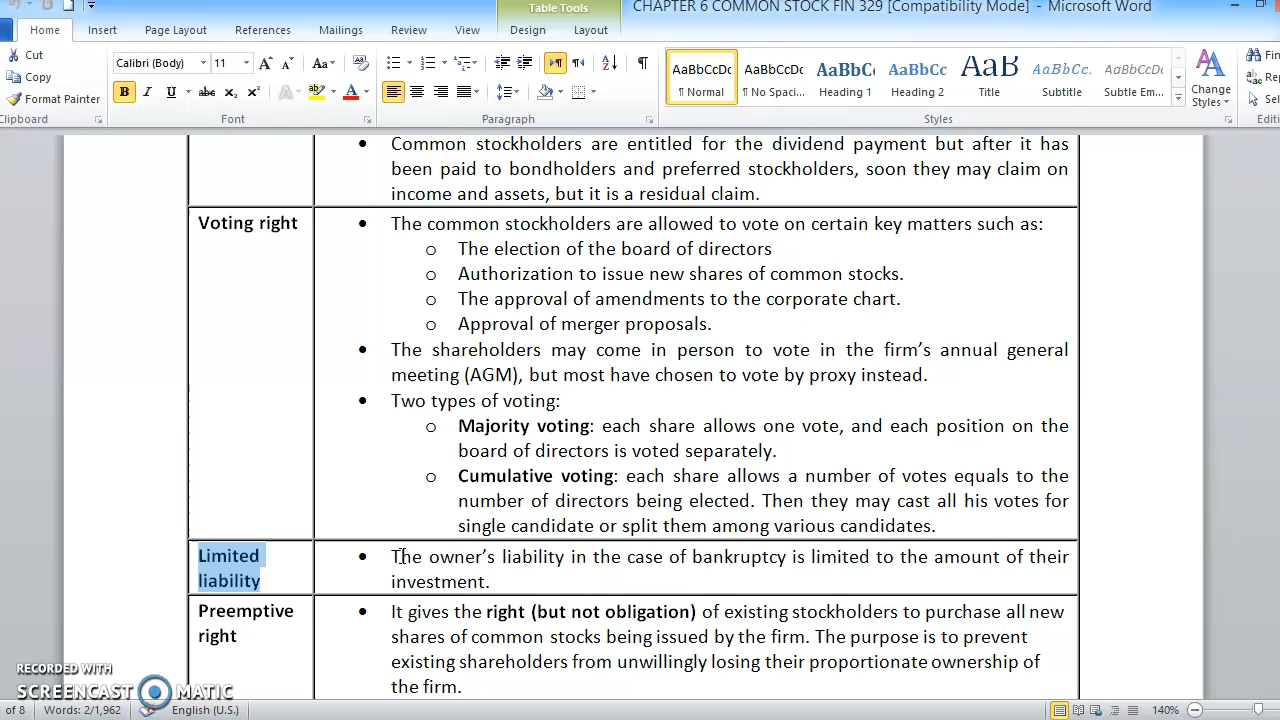 Table Tools
CHAPTER 6 COMMON STOCK FIN 329 [Compatibility Mode] - Microsoft Word
Home Insert Page Layout References Mailings Review View Design Layout
Cut
Copy
Format Painter
Calibri (Body) 11
AaBbCcDc AaBbCcDc AaBbC AaBbCc AaB AaBbCc. AaBbCc.
¶ Normal ¶ No Spaci... Heading 1 Heading 2 Title Subtitle Subtle Em...
Change
Styles
Clipboard Font Paragraph Styles
• Common stockholders are entitled for the dividend payment but after it has
been paid to bondholders and preferred stockholders, soon they may claim on
income and assets, but it is a residual claim.
Voting right • The common stockholders are allowed to vote on certain key matters such as:
o The election of the board of directors
o Authorization to issue new shares of common stocks.
o The approval of amendments to the corporate chart.
o Approval of merger proposals.
• The shareholders may come in person to vote in the firm’s annual general
meeting (AGM), but most have chosen to vote by proxy instead.
• Two types of voting:
o Majority voting: each share allows one vote, and each position on the
board of directors is voted separately.
o Cumulative voting: each share allows a number of votes equals to the
number of directors being elected. Then they may cast all his votes for
single candidate or split them among various candidates.
Limited • The owner’s liability in the case of bankruptcy is limited to the amount of their
liability investment.
Preemptive • It gives the right (but not obligation) of existing stockholders to purchase all new
right shares of common stocks being issued by the firm. The purpose is to prevent
existing shareholders from unwillingly losing their proportionate ownership of
the firm.
RECORDED WITH
SCREENCAST MATIC
of 8 Words: 2/1,962 English (U.S.) 140%